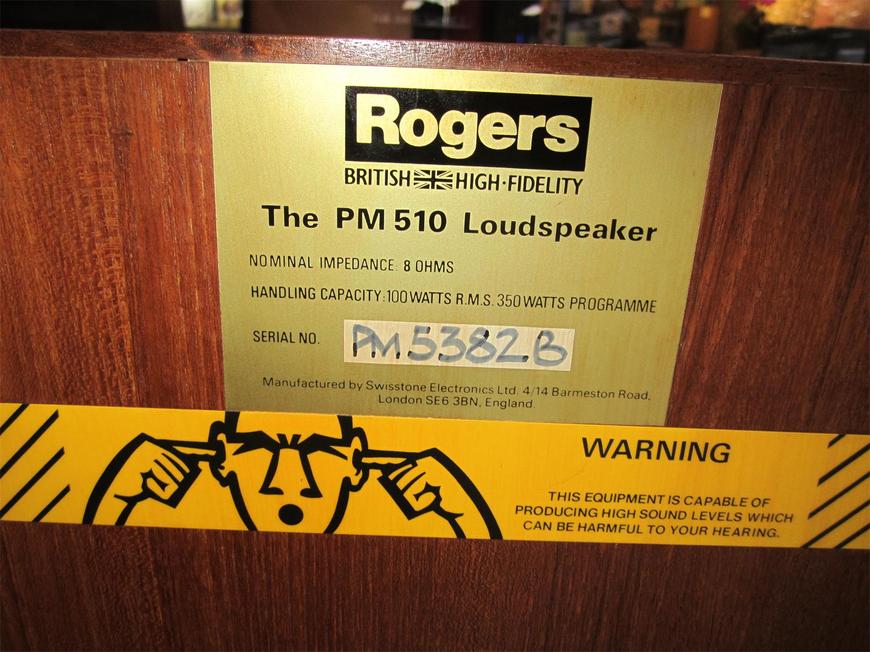 Rogers
BRITISH HIGH·FIDELITY
The PM 510 Loudspeaker
NOMINAL IMPEDANCE: 8 OHMS
HANDLING CAPACITY:100 WATTS R.M.S. 350 WATTS PROGRAMME
SERIAL NO. PM5382B
Manufactured by Swisstone Electronics Ltd. 4/14 Barmeston Road,
London SE6 3BN, England.
WARNING
THIS EQUIPMENT IS CAPABLE OF
PRODUCING HIGH SOUND LEVELS WHICH
CAN BE HARMFUL TO YOUR HEARING.